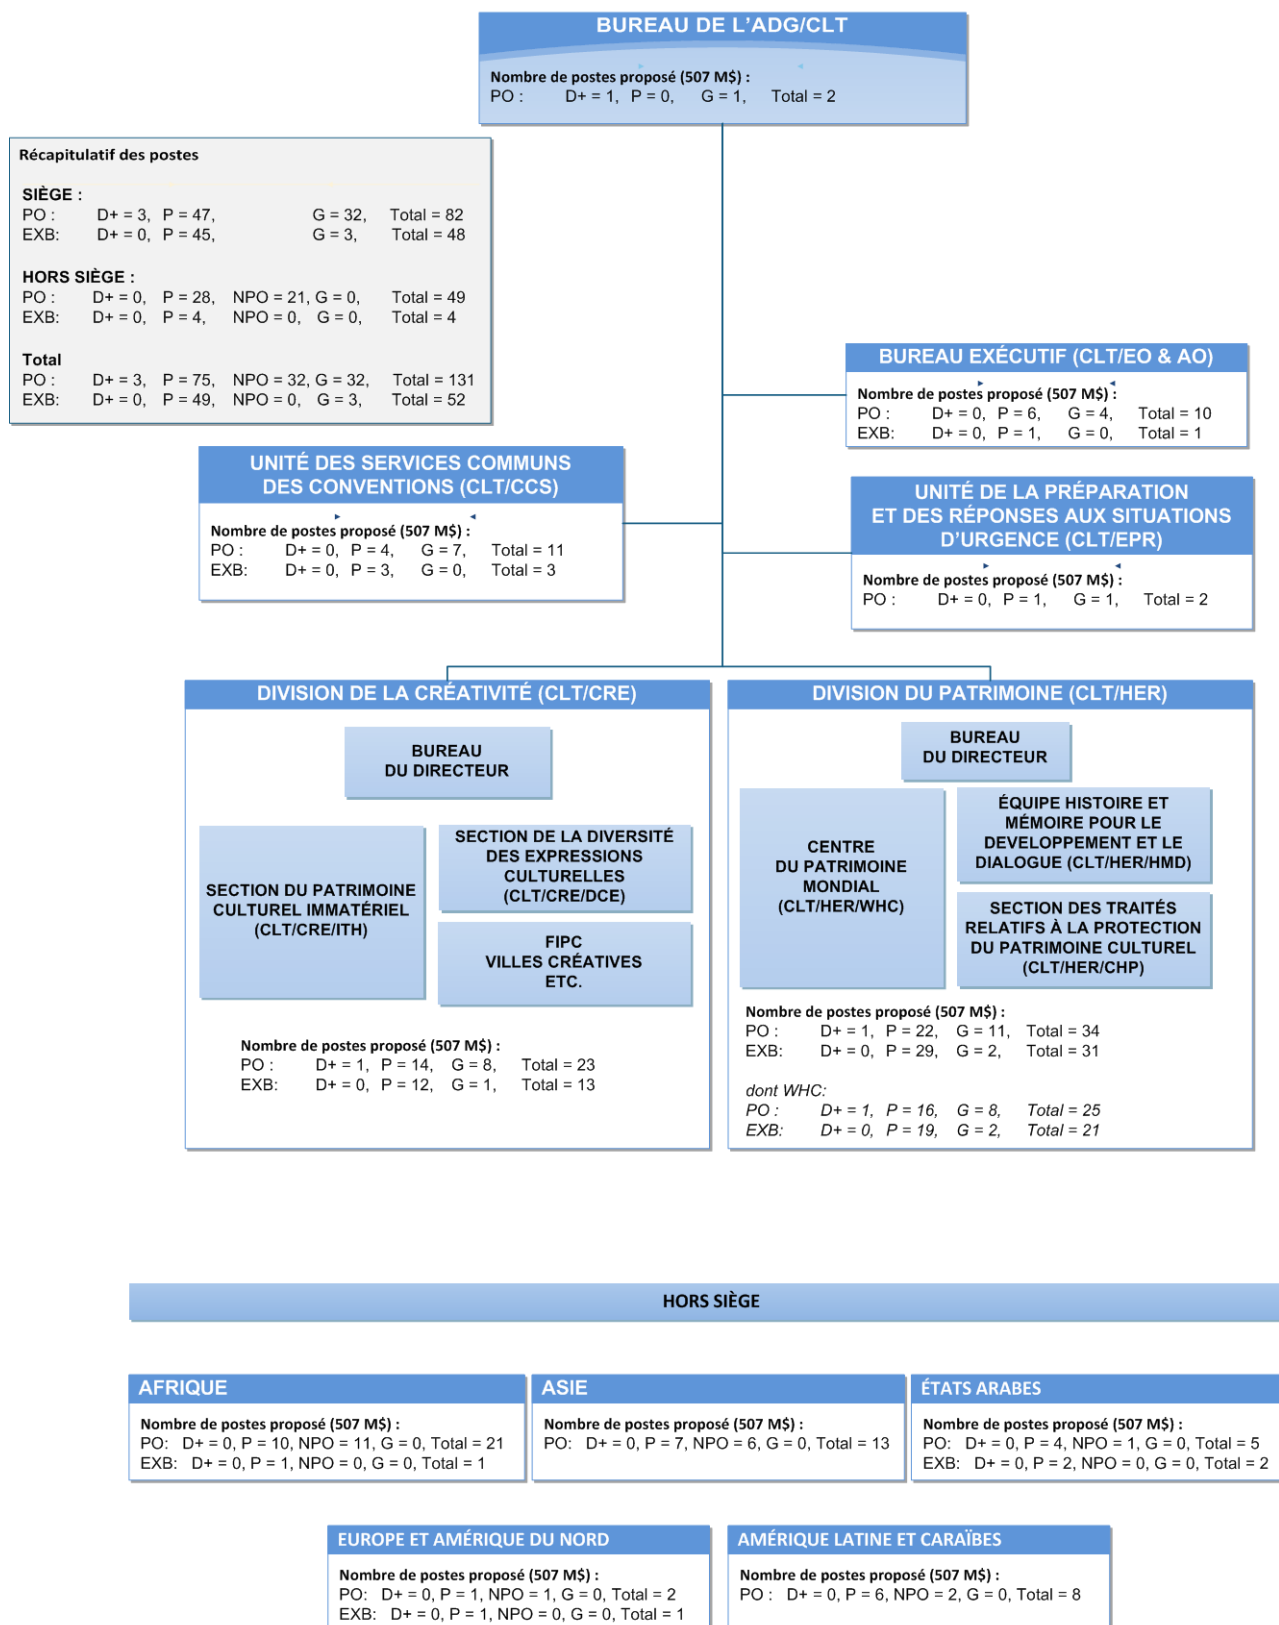 BUREAU DE L’ADG/CLT
Nombre de postes proposé (507 M$) :
PO : D+ = 1, P = 0, G = 1, Total = 2
Récapitulatif des postes
SIÈGE :
PO : D+ = 3, P = 47, G = 32, Total = 82
EXB: D+ = 0, P = 45, G = 3, Total = 48
HORS SIÈGE :
PO : D+ = 0, P = 28, NPO = 21, G = 0, Total = 49
EXB: D+ = 0, P = 4, NPO = 0, G = 0, Total = 4
Total
PO : D+ = 3, P = 75, NPO = 32, G = 32, Total = 131
EXB: D+ = 0, P = 49, NPO = 0, G = 3, Total = 52
BUREAU EXÉCUTIF (CLT/EO & AO)
Nombre de postes proposé (507 M$) :
PO : D+ = 0, P = 6, G = 4, Total = 10
EXB: D+ = 0, P = 1, G = 0, Total = 1
UNITÉ DES SERVICES COMMUNS
DES CONVENTIONS (CLT/CCS)
Nombre de postes proposé (507 M$) :
PO : D+ = 0, P = 4, G = 7, Total = 11
EXB: D+ = 0, P = 3, G = 0, Total = 3
UNITÉ DE LA PRÉPARATION
ET DES RÉPONSES AUX SITUATIONS
D’URGENCE (CLT/EPR)
Nombre de postes proposé (507 M$) :
PO : D+ = 0, P = 1, G = 1, Total = 2
DIVISION DE LA CRÉATIVITÉ (CLT/CRE)
BUREAU
DU DIRECTEUR
SECTION DU PATRIMOINE
CULTUREL IMMATÉRIEL
(CLT/CRE/ITH)
SECTION DE LA DIVERSITÉ
DES EXPRESSIONS
CULTURELLES
(CLT/CRE/DCE)
FIPC
VILLES CRÉATIVES
ETC.
Nombre de postes proposé (507 M$) :
PO : D+ = 1, P = 14, G = 8, Total = 23
EXB: D+ = 0, P = 12, G = 1, Total = 13
DIVISION DU PATRIMOINE (CLT/HER)
BUREAU
DU DIRECTEUR
CENTRE
DU PATRIMOINE
MONDIAL
(CLT/HER/WHC)
ÉQUIPE HISTOIRE ET
MÉMOIRE POUR LE
DEVELOPPEMENT ET LE
DIALOGUE (CLT/HER/HMD)
SECTION DES TRAITÉS
RELATIFS À LA PROTECTION
DU PATRIMOINE CULTUREL
(CLT/HER/CHP)
Nombre de postes proposé (507 M$) :
PO : D+ = 1, P = 22, G = 11, Total = 34
EXB: D+ = 0, P = 29, G = 2, Total = 31
dont WHC:
PO : D+ = 1, P = 16, G = 8, Total = 25
EXB: D+ = 0, P = 19, G = 2, Total = 21
HORS SIÈGE
AFRIQUE
Nombre de postes proposé (507 M$) :
PO: D+ = 0, P = 10, NPO = 11, G = 0, Total = 21
EXB: D+ = 0, P = 1, NPO = 0, G = 0, Total = 1
ASIE
Nombre de postes proposé (507 M$) :
PO: D+ = 0, P = 7, NPO = 6, G = 0, Total = 13
ÉTATS ARABES
Nombre de postes proposé (507 M$) :
PO: D+ = 0, P = 4, NPO = 1, G = 0, Total = 5
EXB: D+ = 0, P = 2, NPO = 0, G = 0, Total = 2
EUROPE ET AMÉRIQUE DU NORD
Nombre de postes proposé (507 M$) :
PO: D+ = 0, P = 1, NPO = 1, G = 0, Total = 2
EXB: D+ = 0, P = 1, NPO = 0, G = 0, Total = 1
AMÉRIQUE LATINE ET CARAÏBES
Nombre de postes proposé (507 M$) :
PO : D+ = 0, P = 6, NPO = 2, G = 0, Total = 8